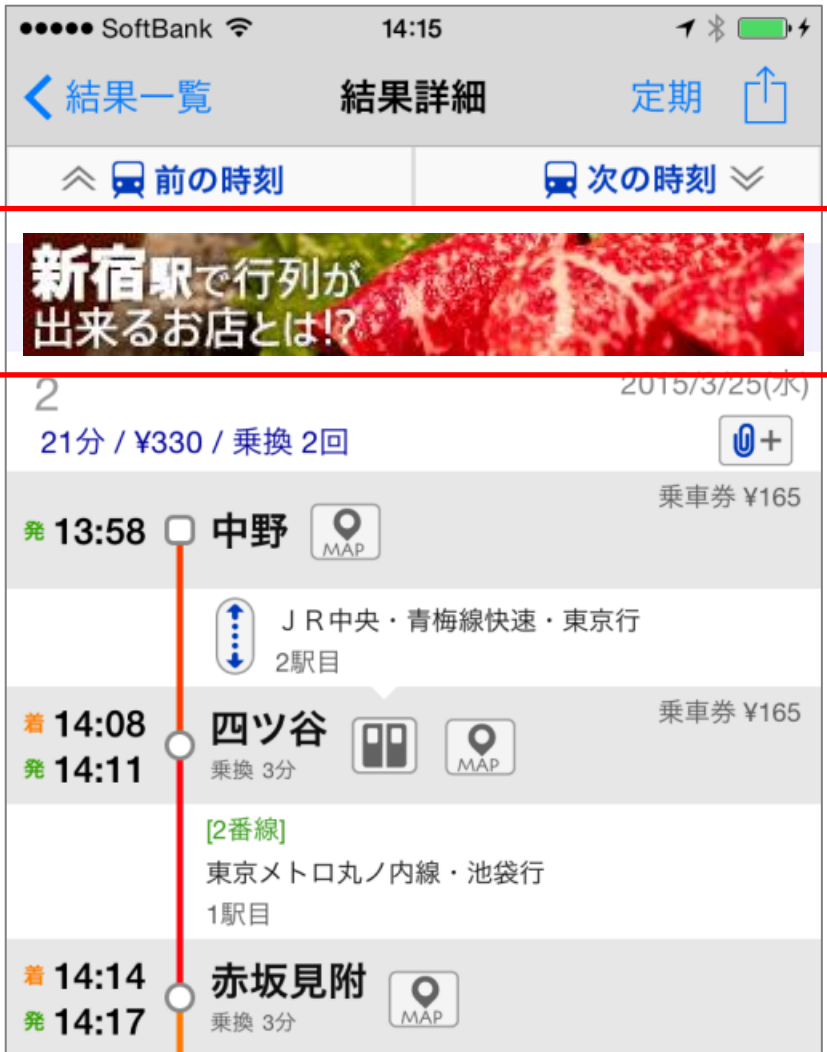 SoftBank 14:15
結果一覧 結果詳細 定期
前の時刻 次の時刻
新宿駅で行列が
出来るお店とは!?
2 2015/3/25(水)
21分 / ¥330 / 乗換 2回
乗車券 ¥165
発 13:58 中野 MAP
JR中央・青梅線快速・東京行
2駅目
乗車券 ¥165
着 14:08 四ツ谷 MAP
発 14:11 乗換 3分
[2番線]
東京メトロ丸ノ内線・池袋行
1駅目
着 14:14 赤坂見附 MAP
発 14:17 乗換 3分